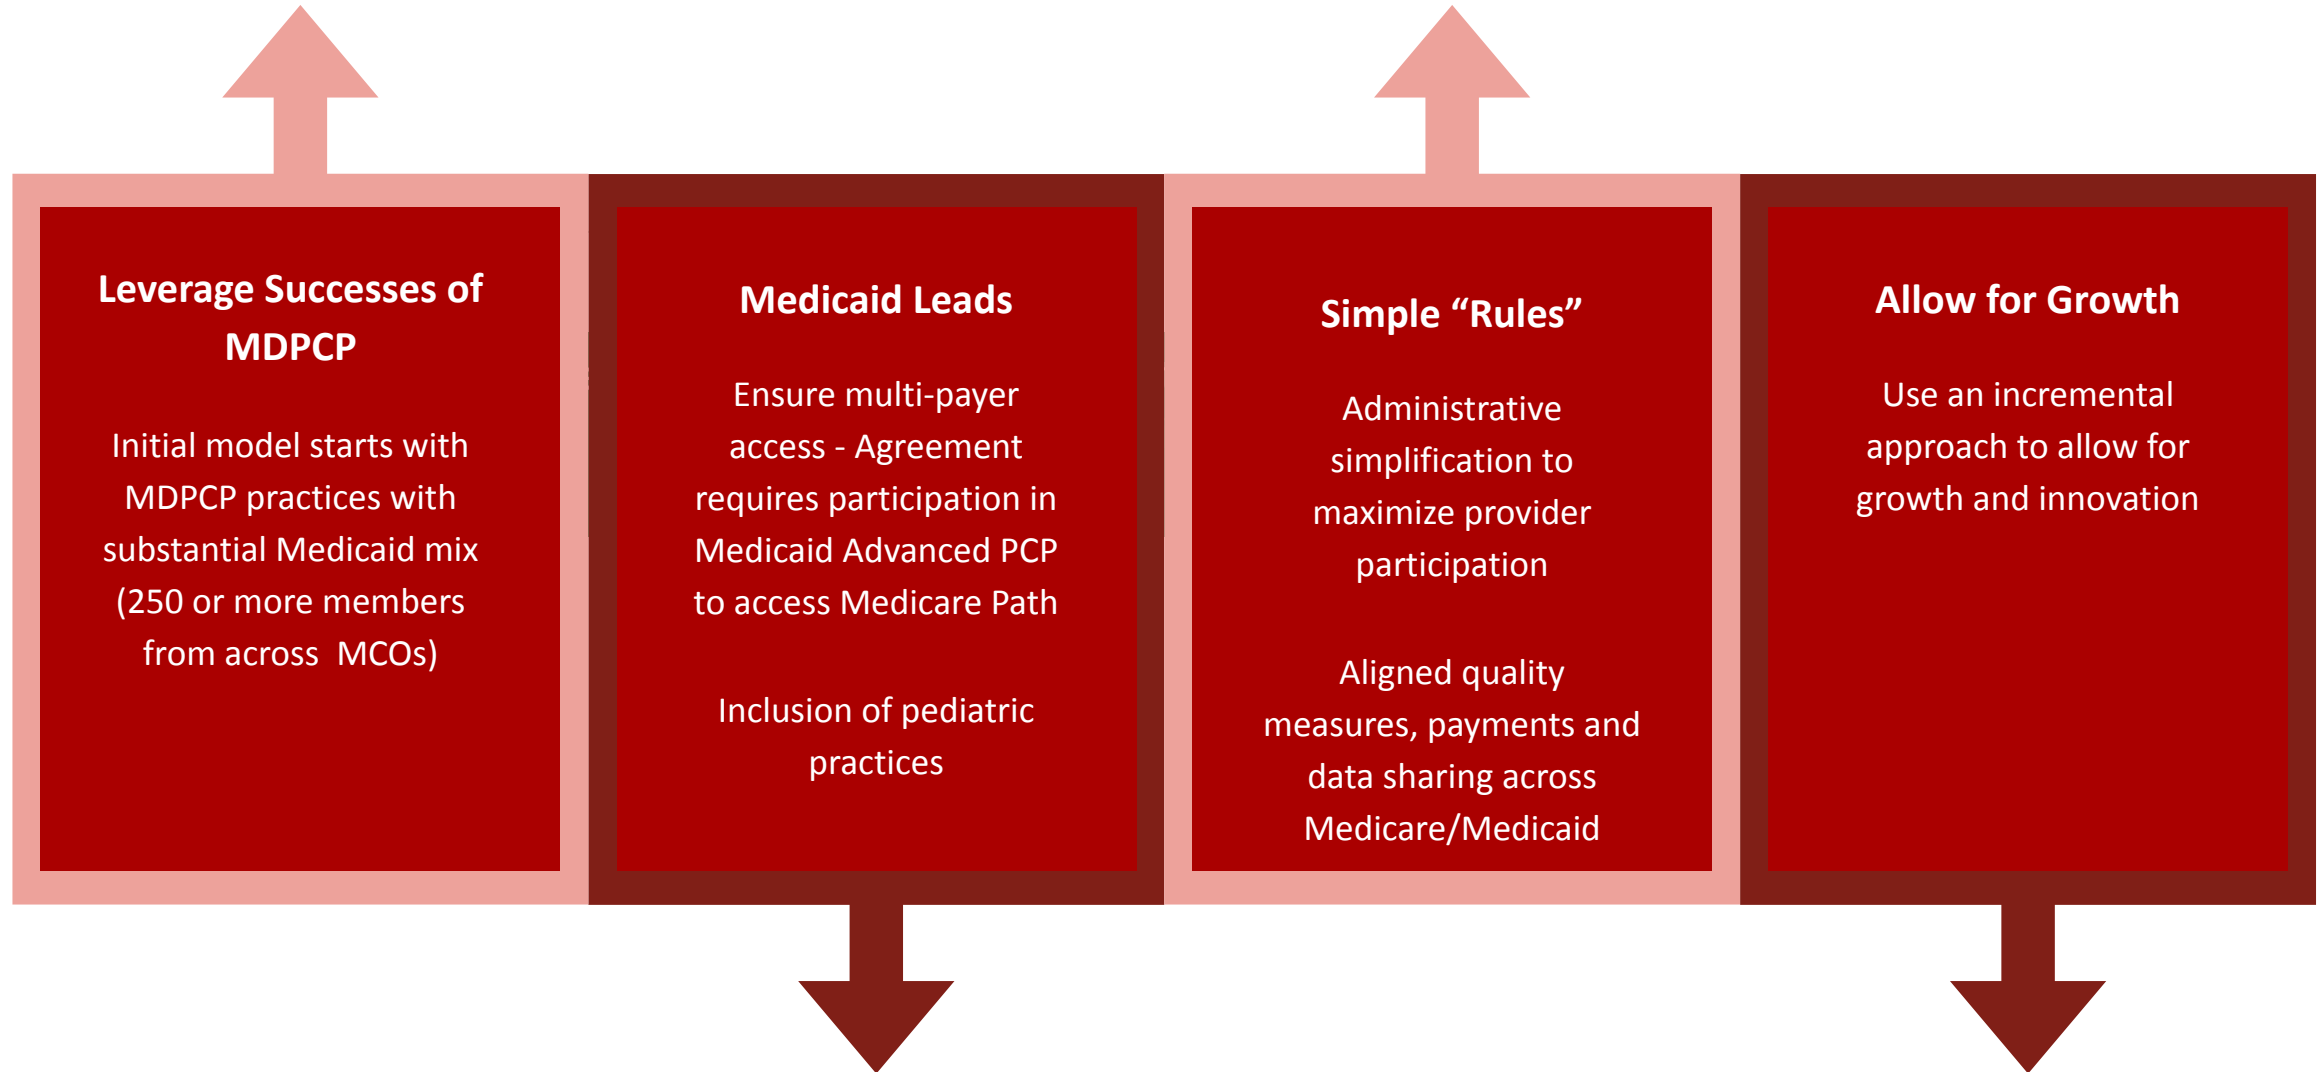 Leverage Successes of
MDPCP
Initial model starts with
MDPCP practices with
substantial Medicaid mix
(250 or more members
from across  MCOs)
Medicaid Leads
Ensure multi-payer
access - Agreement
requires participation in
Medicaid Advanced PCP
to access Medicare Path
Inclusion of pediatric
practices
Simple “Rules”
Administrative
simplification to
maximize provider
participation
Aligned quality
measures, payments and
data sharing across
Medicare/Medicaid
Allow for Growth
Use an incremental
approach to allow for
growth and innovation